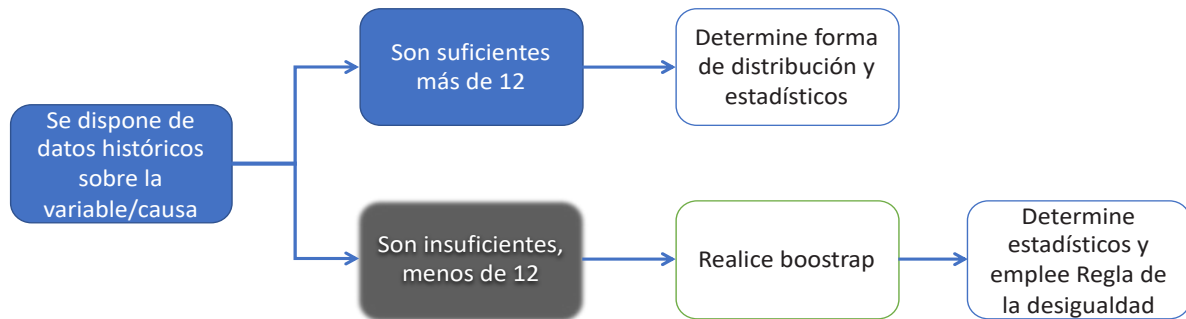 Se dispone de
datos históricos
sobre la
variable/causa
Son suficientes
más de 12
Determine forma
de distribución y
estadísticos
Son insuficientes,
menos de 12
Realice boostrap
Determine
estadísticos y
emplee Regla de
la desigualdad